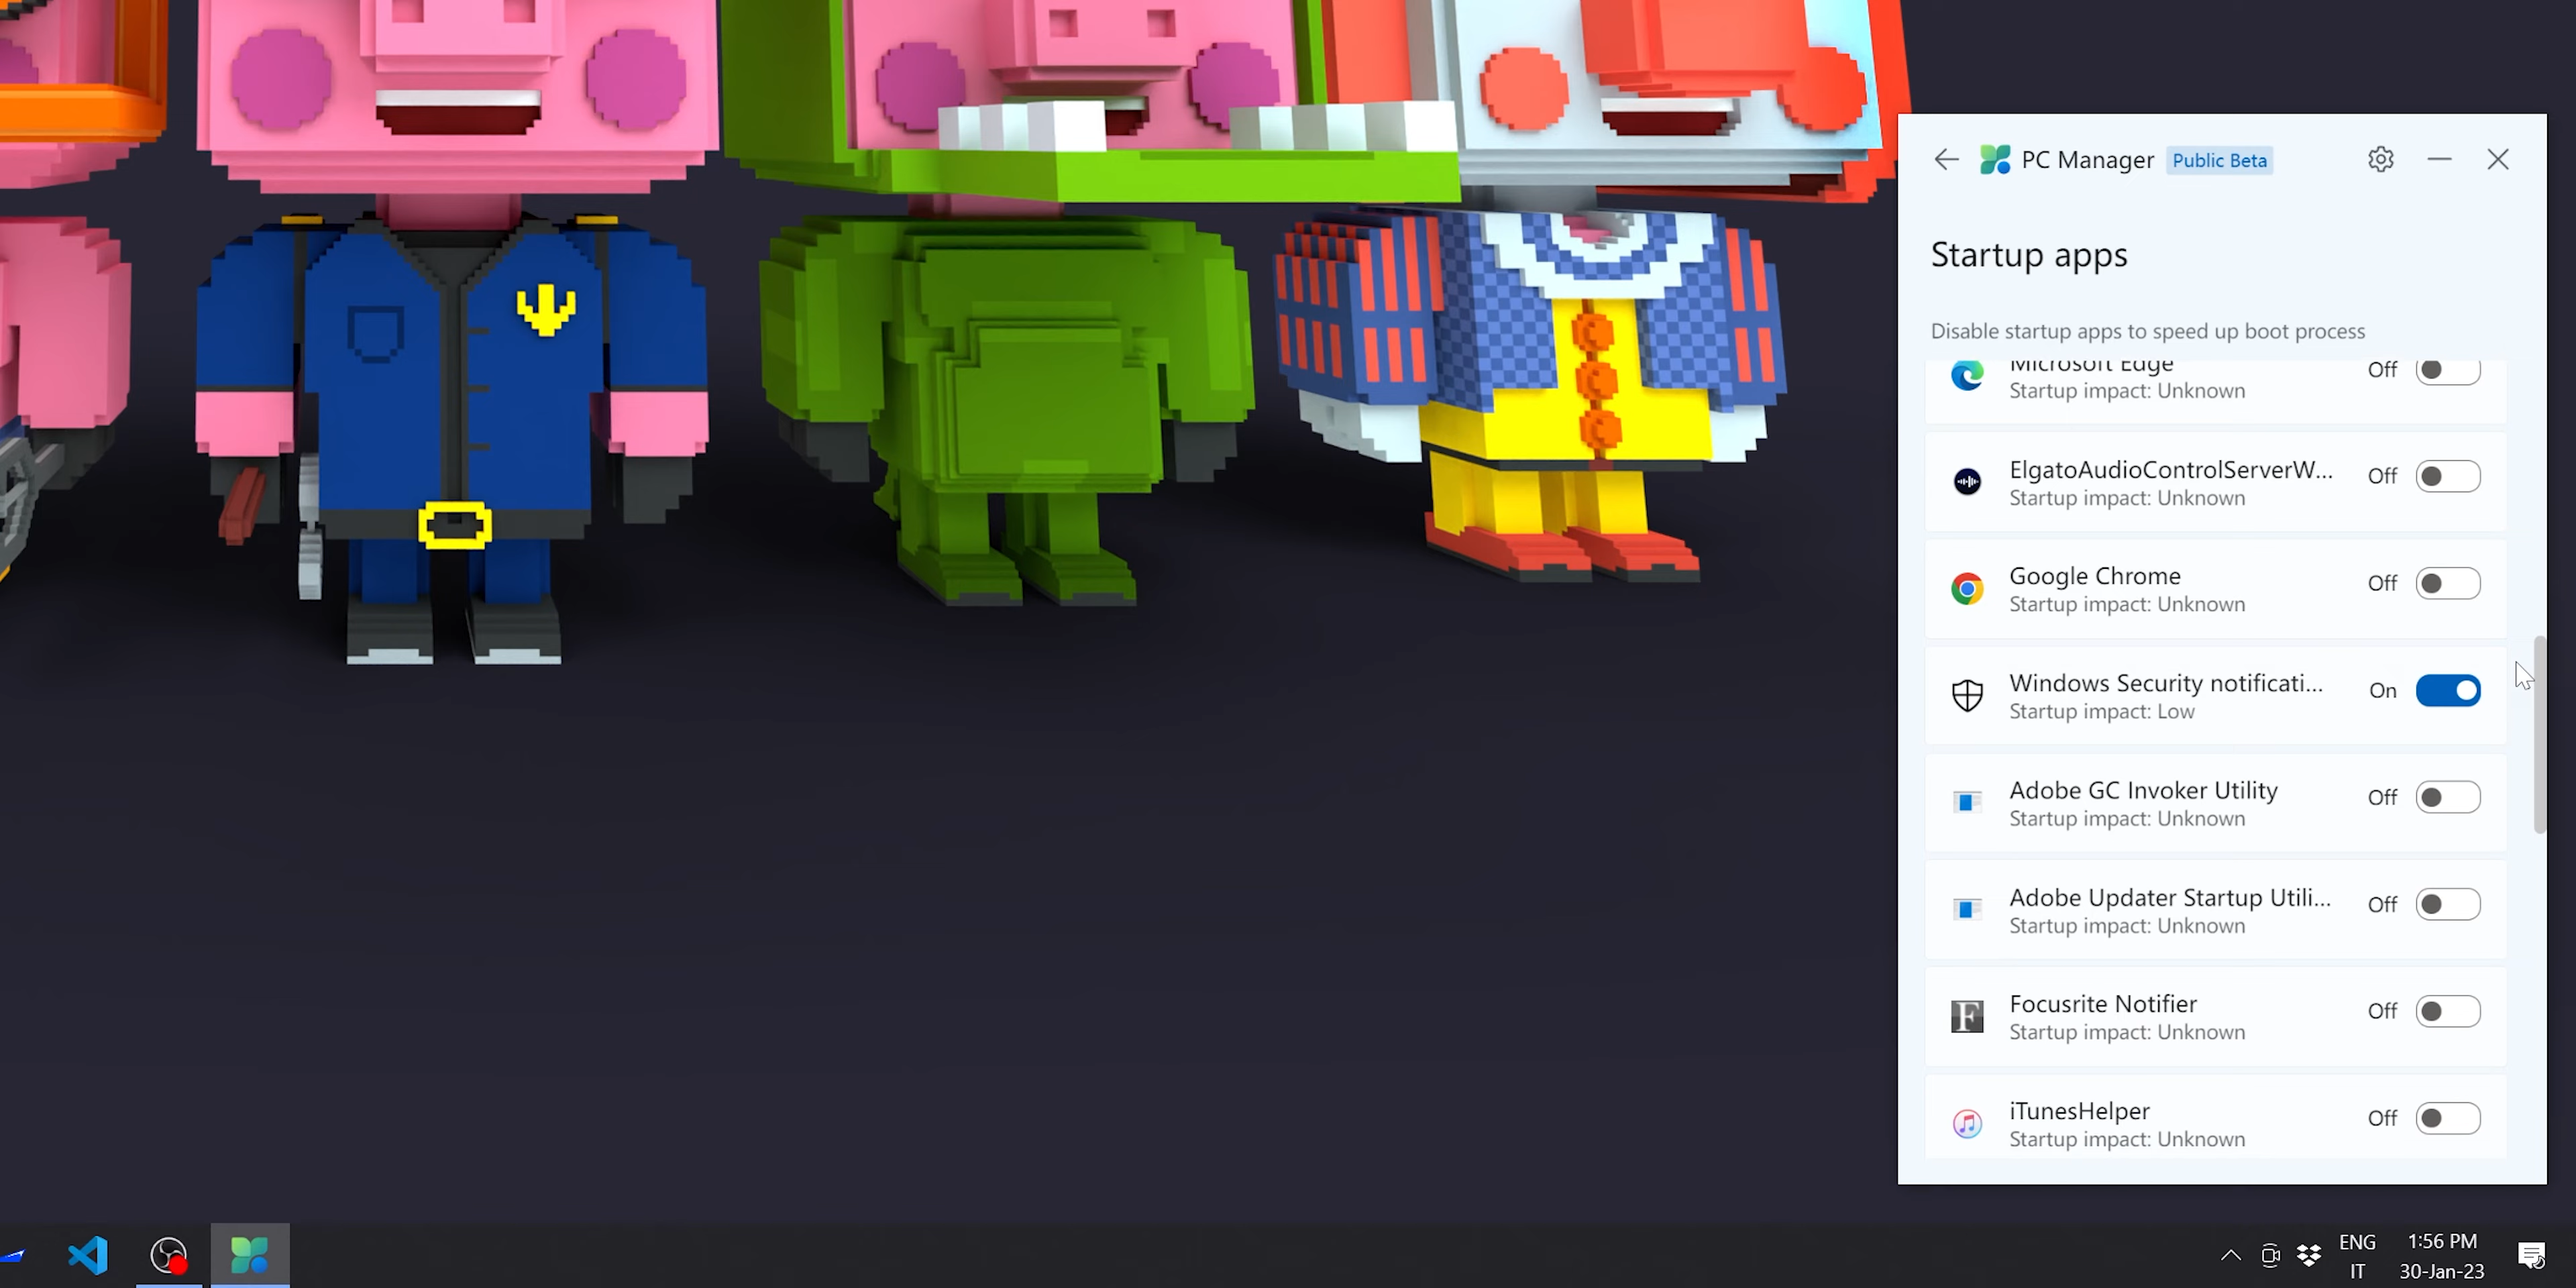 PC Manager Public Beta
Startup apps
Disable startup apps to speed up boot process
Microsoft Edge Off
Startup impact: Unknown
ElgatoAudioControlServerW... Off
Startup impact: Unknown
Google Chrome Off
Startup impact: Unknown
Windows Security notificati... On
Startup impact: Low
Adobe GC Invoker Utility Off
Startup impact: Unknown
Adobe Updater Startup Utili... Off
Startup impact: Unknown
F Focusrite Notifier Off
Startup impact: Unknown
iTunesHelper Off
Startup impact: Unknown
ENG 1:56 PM
IT 30-Jan-23